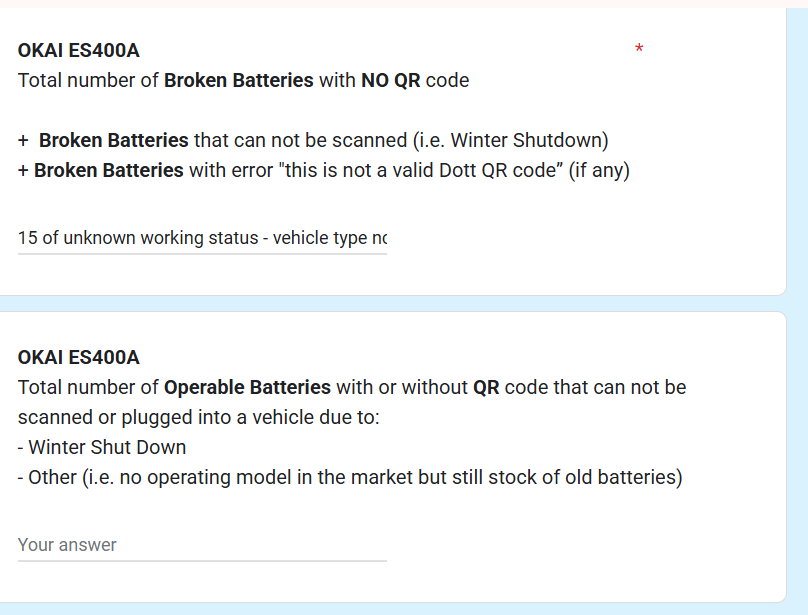 OKAI ES400A *
Total number of Broken Batteries with NO QR code
+ Broken Batteries that can not be scanned (i.e. Winter Shutdown)
+ Broken Batteries with error "this is not a valid Dott QR code” (if any)
15 of unknown working status - vehicle type
OKAI ES400A
Total number of Operable Batteries with or without QR code that can not be
scanned or plugged into a vehicle due to:
- Winter Shut Down
- Other (i.e. no operating model in the market but still stock of old batteries)
Your answer